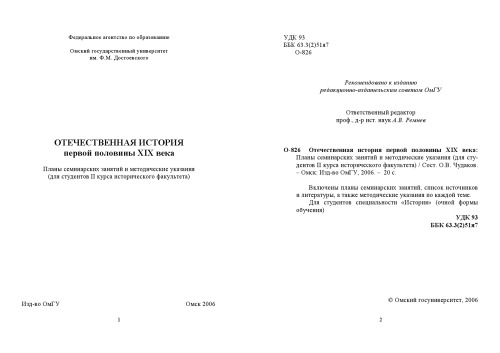 Федеральное агентство по образованию
Омский государственный университет
им. Ф.М. Достоевского
ОТЕЧЕСТВЕННАЯ ИСТОРИЯ
первой половины XIX века
Планы семинарских занятий и методические указания
(для студентов II курса исторического факультета)
Изд-во ОмГУ
Омск 2006
1
УДК 93
ББК 63.3(2)51я7
О-826
Рекомендовано к изданию
редакционно-издательским советом ОмГУ
Ответственный редактор
проф., д-р ист. наук А.В. Ремнев
О-826 Отечественная история первой половины XIX века:
Планы семинарских занятий и методические указания (для сту-
дентов II курса исторического факультета) / Сост. О.В. Чудаков.
– Омск: Изд-во ОмГУ, 2006. – 20 с.
Включены планы семинарских занятий, список источников
и литературы, а также методические указания по каждой теме.
Для студентов специальности «История» (очной формы
обучения)
УДК 93
ББК 63.3(2)51я7
© Омский госуниверситет, 2006
2